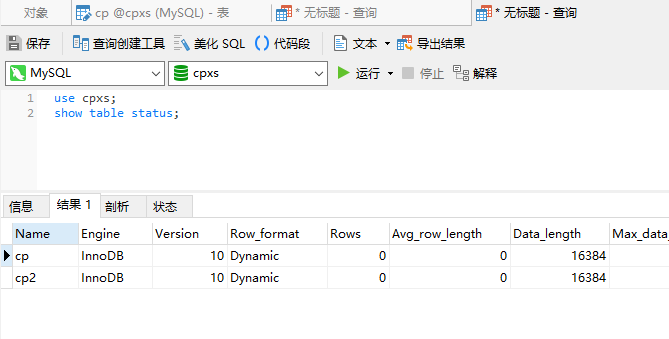 对象 cp @cpxs (MySQL) - 表 * 无标题 - 查询 * 无标题 - 查询
保存 查询创建工具 美化 SQL () 代码段 文本 导出结果
MySQL cpxs 运行 停止 解释
1 use cpxs;
2 show table status;
信息 结果 1 剖析 状态
Name Engine Version Row_format Rows Avg_row_length Data_length Max_data_
cp InnoDB 10 Dynamic 0 0 16384
cp2 InnoDB 10 Dynamic 0 0 16384